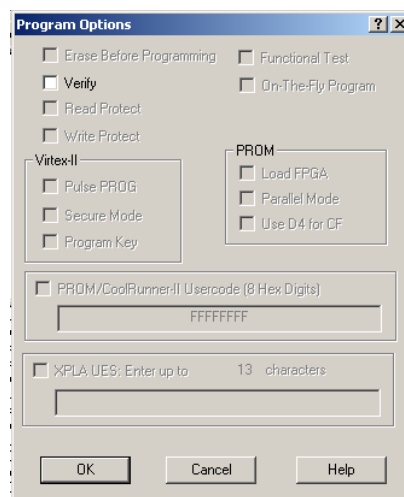 Program Options
Erase Before Programming
Functional Test
Verify
On-The-Fly Program
Read Protect
Write Protect
Virtex-II
Pulse PROG
Secure Mode
Program Key
PROM
Load FPGA
Parallel Mode
Use D4 for CF
PROM/CoolRunner-II Usercode (8 Hex Digits)
FFFFFFFF
XPLA UES: Enter up to 13 characters
OK
Cancel
Help